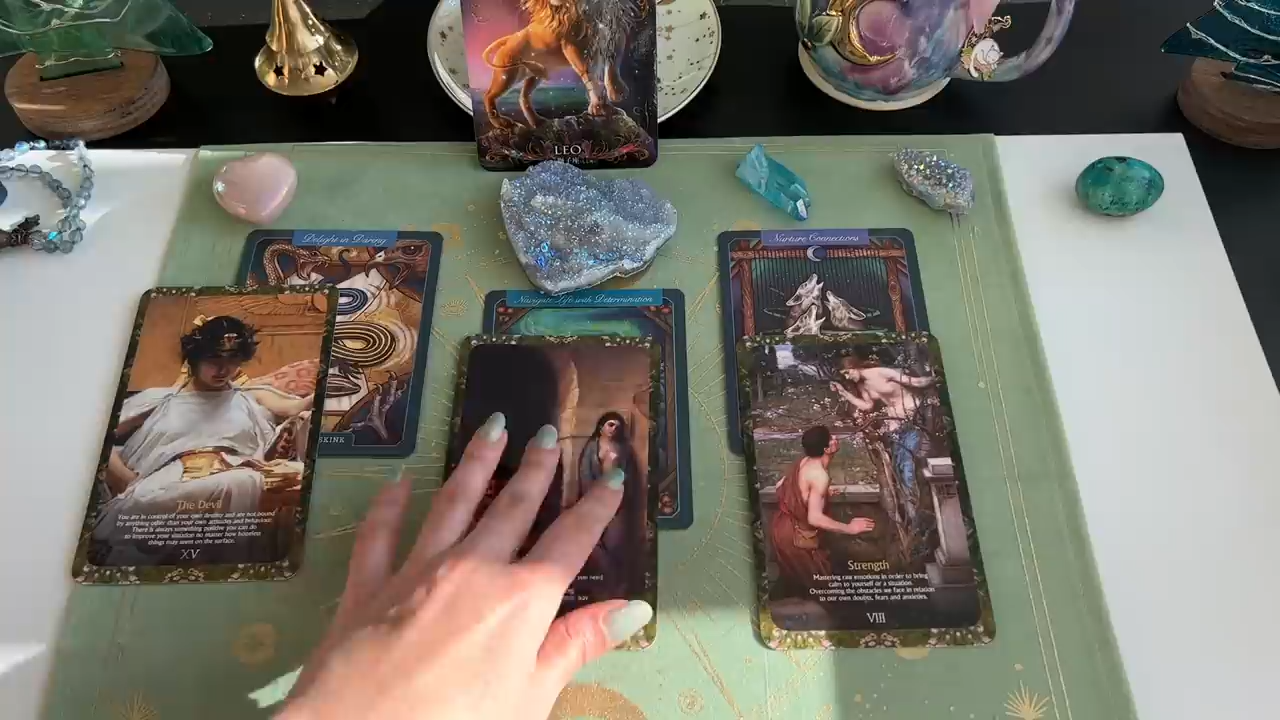 LEO
Delight in Daring
Navigate Life with Determination
Nurture Connections
SKINK
The Devil
You are in control of your own destiny and are not bound
by anything other than your own attitudes and behaviour.
There is always something positive you can do
to improve your situation no matter how hopeless
things may seem on the surface.
XV
Strength
Mastering raw emotions in order to bring
calm to yourself or a situation.
Overcoming the obstacles we face in relation
to our own doubts, fears and anxieties.
VIII